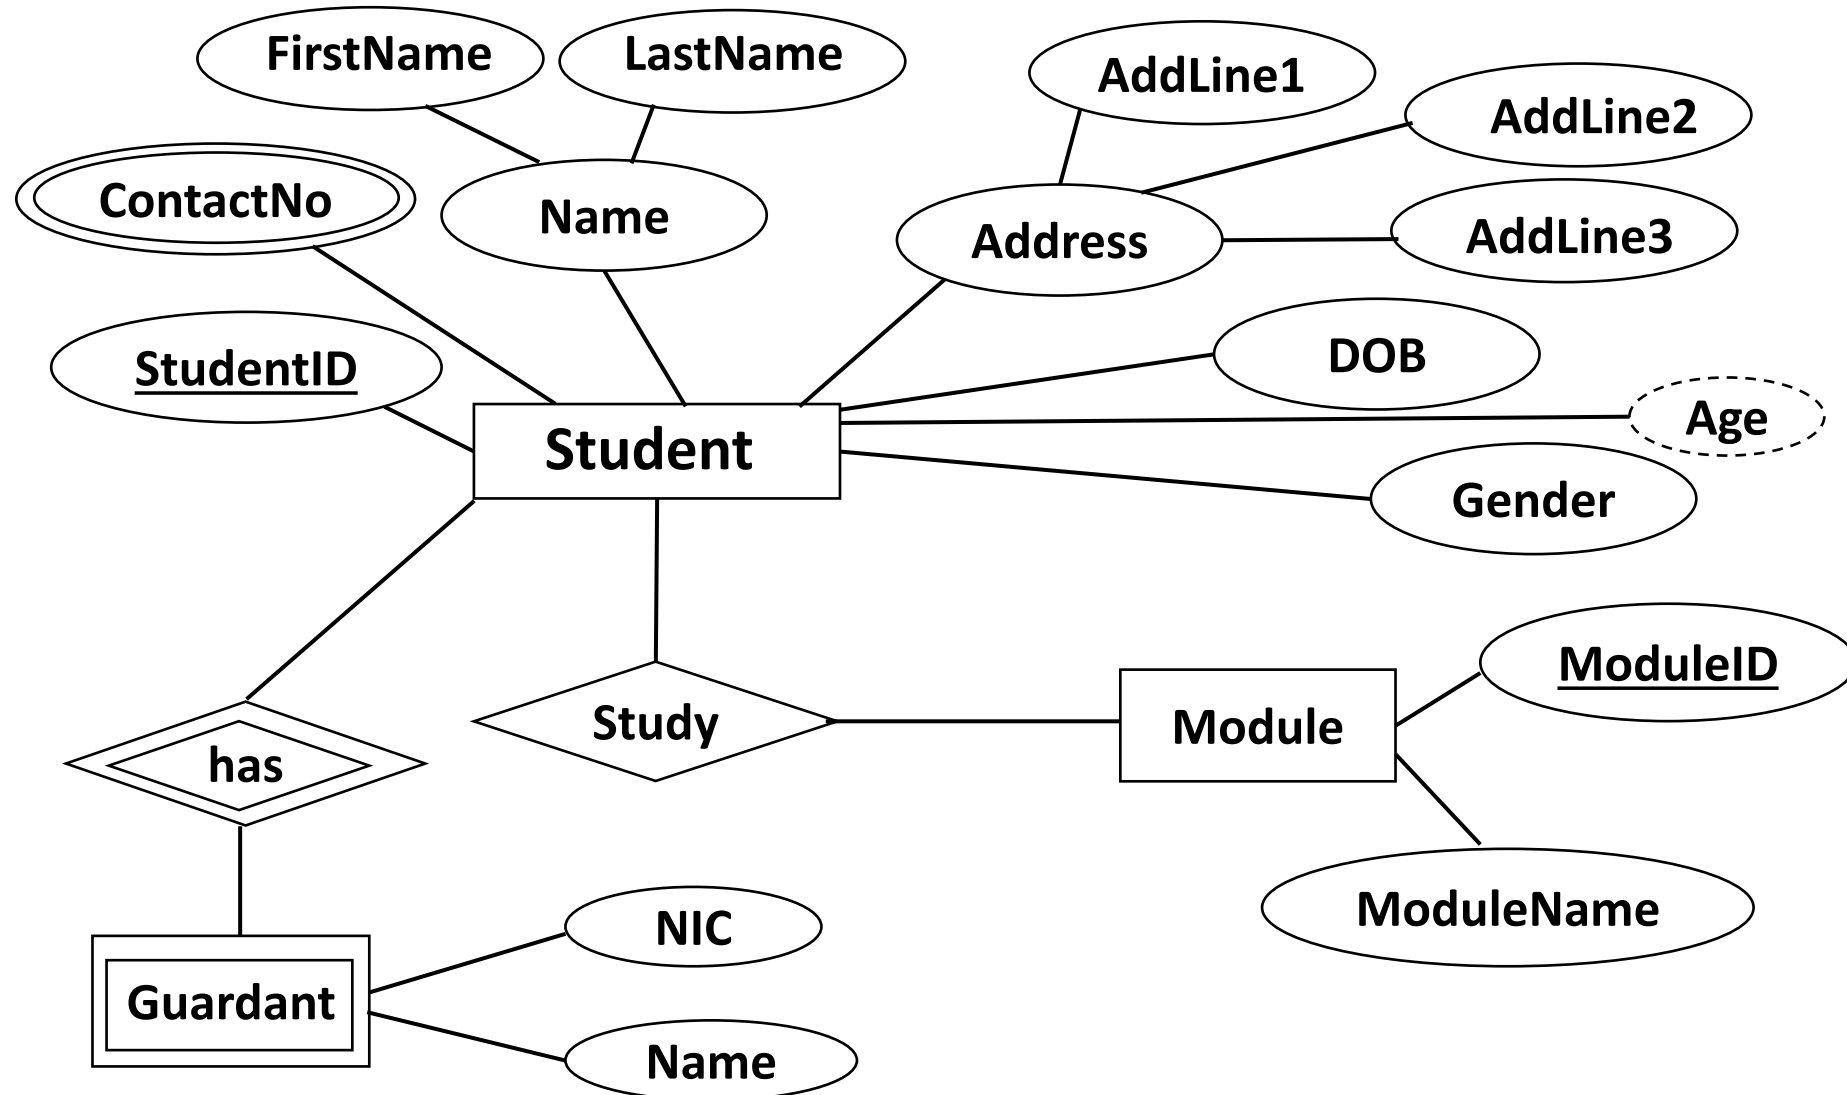 FirstName
LastName
AddLine1
AddLine2
ContactNo
Name
Address
AddLine3
StudentID
DOB
Student
Age
Gender
ModuleID
Study
Module
has
ModuleName
NIC
Guardant
Name